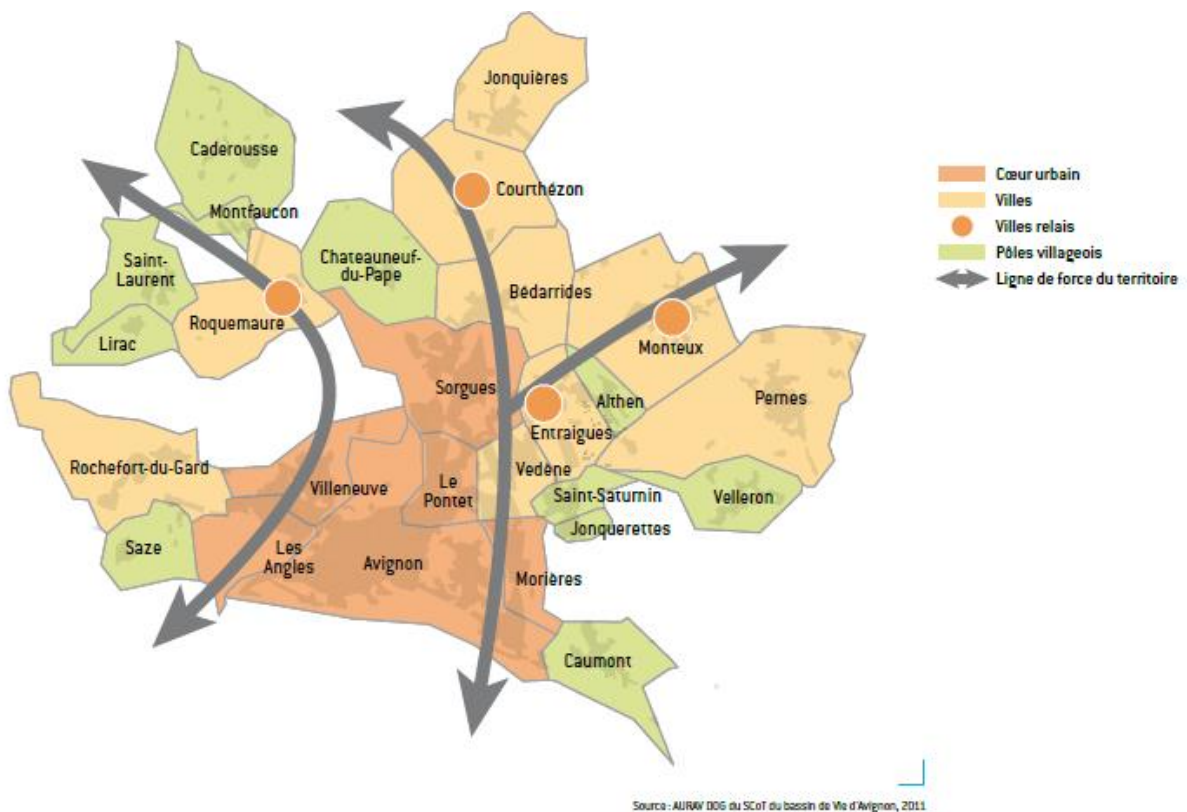 Jonquières
Caderousse
Courthézon
Montfaucon
Saint-
Laurent
Chateauneuf-
du-Pape
Bédarrides
Roquemaure
Lirac
Monteux
Sorgues
Althen
Pernes
Entraigues
Rochefort-du-Gard
Villeneuve
Le
Pontet
Vedène
Saint-Saturnin
Velleron
Jonquerettes
Saze
Les
Angles
Avignon
Morières
Caumont
Cœur urbain
Villes
Villes relais
Pôles villageois
Ligne de force du territoire
Source : AURAV DOG du SCoT du bassin de Vie d'Avignon, 2011